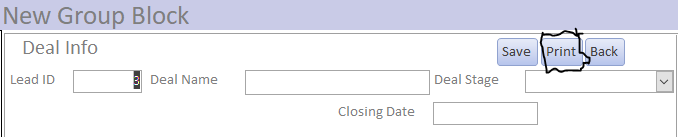 New Group Block
Deal Info Save Print Back
Lead ID 3 Deal Name Deal Stage
Closing Date